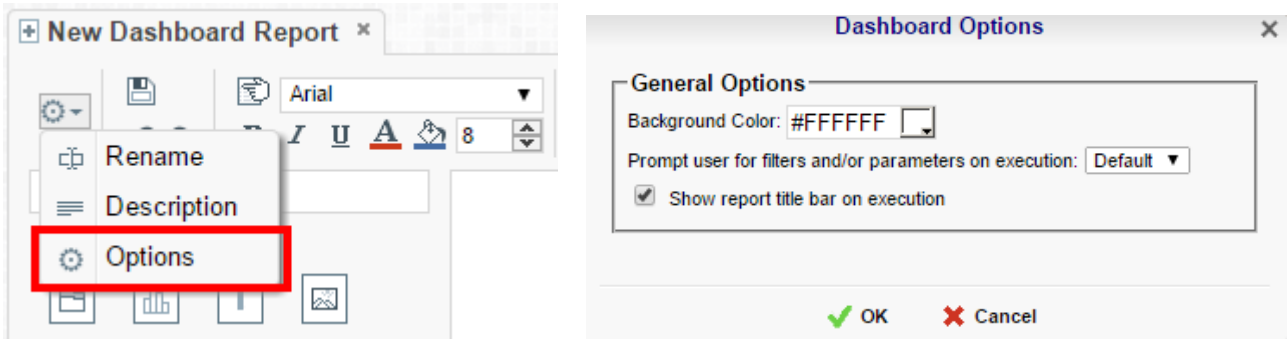 New Dashboard Report ×
Arial
I U A 8
Rename
Description
Options
Dashboard Options
General Options
Background Color: #FFFFFF
Prompt user for filters and/or parameters on execution: Default
Show report title bar on execution
OK Cancel